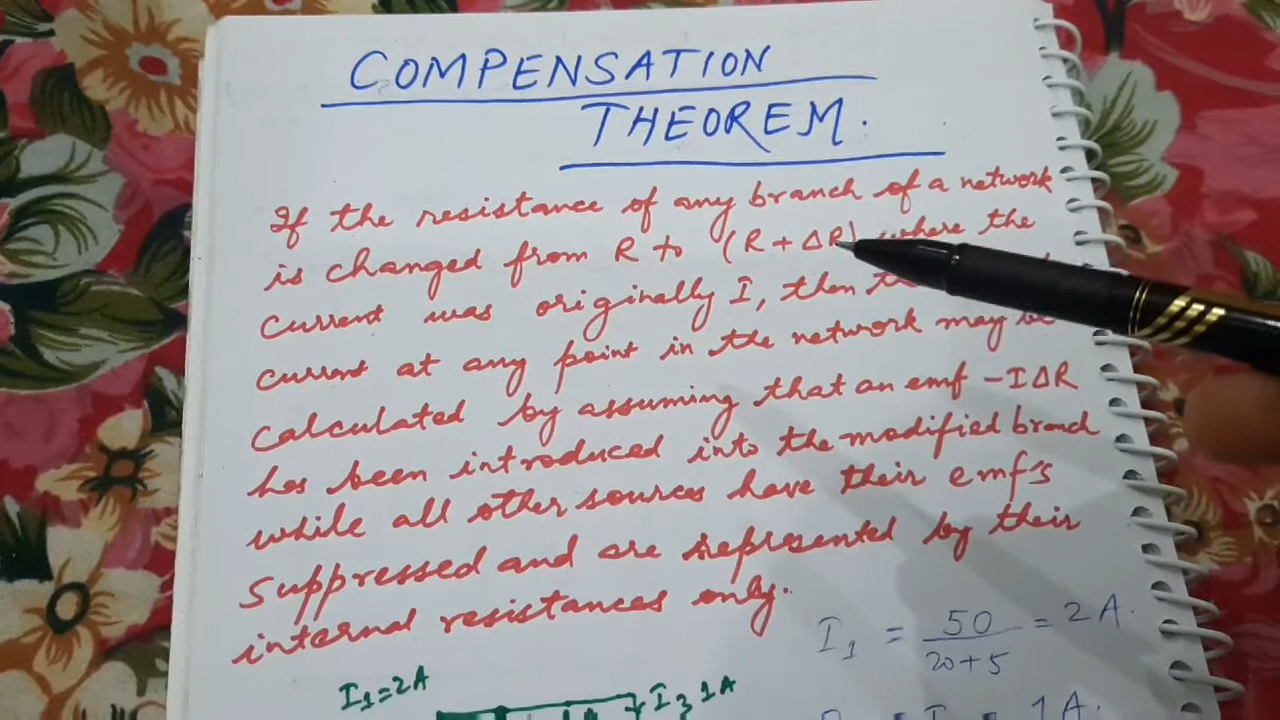 COMPENSATION
THEOREM.
If the resistance of any branch of a network
is changed from R to (R + ΔR) where the
current was originally I, then
current at any point in the network may be
calculated by assuming that an emf -IΔR
has been introduced into the modified branch
while all other sources have their emf's
suppressed and are represented by their
internal resistances only.
I₁ = 50/20+5 = 2 A.
I₁=2A
I₃ 1A
= 1A.